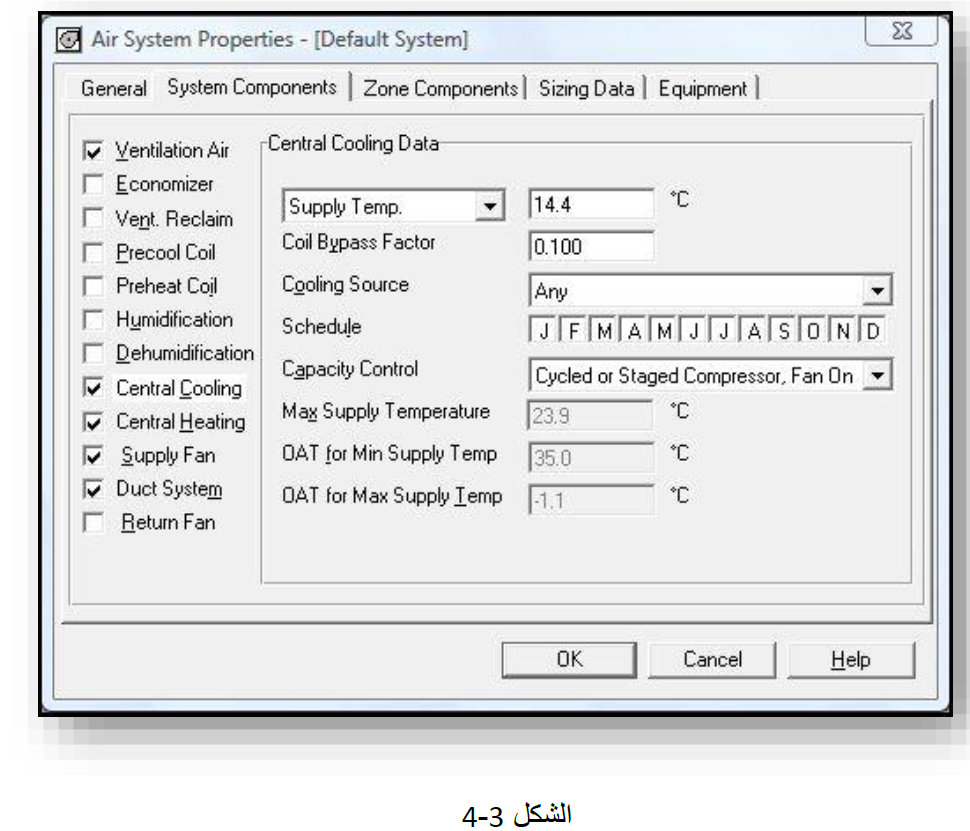 Air System Properties - [Default System]
General System Components Zone Components Sizing Data Equipment
Ventilation Air
Economizer
Vent. Reclaim
Precool Coil
Preheat Coil
Humidification
Dehumidification
Central Cooling
Central Heating
Supply Fan
Duct System
Return Fan
Central Cooling Data
Supply Temp. 14.4 °C
Coil Bypass Factor 0.100
Cooling Source Any
Schedule J F M A M J J A S O N D
Capacity Control Cycled or Staged Compressor, Fan On
Max Supply Temperature 23.9 °C
OAT for Min Supply Temp 35.0 °C
OAT for Max Supply Temp -1.1 °C
OK Cancel Help
الشكل 3-4